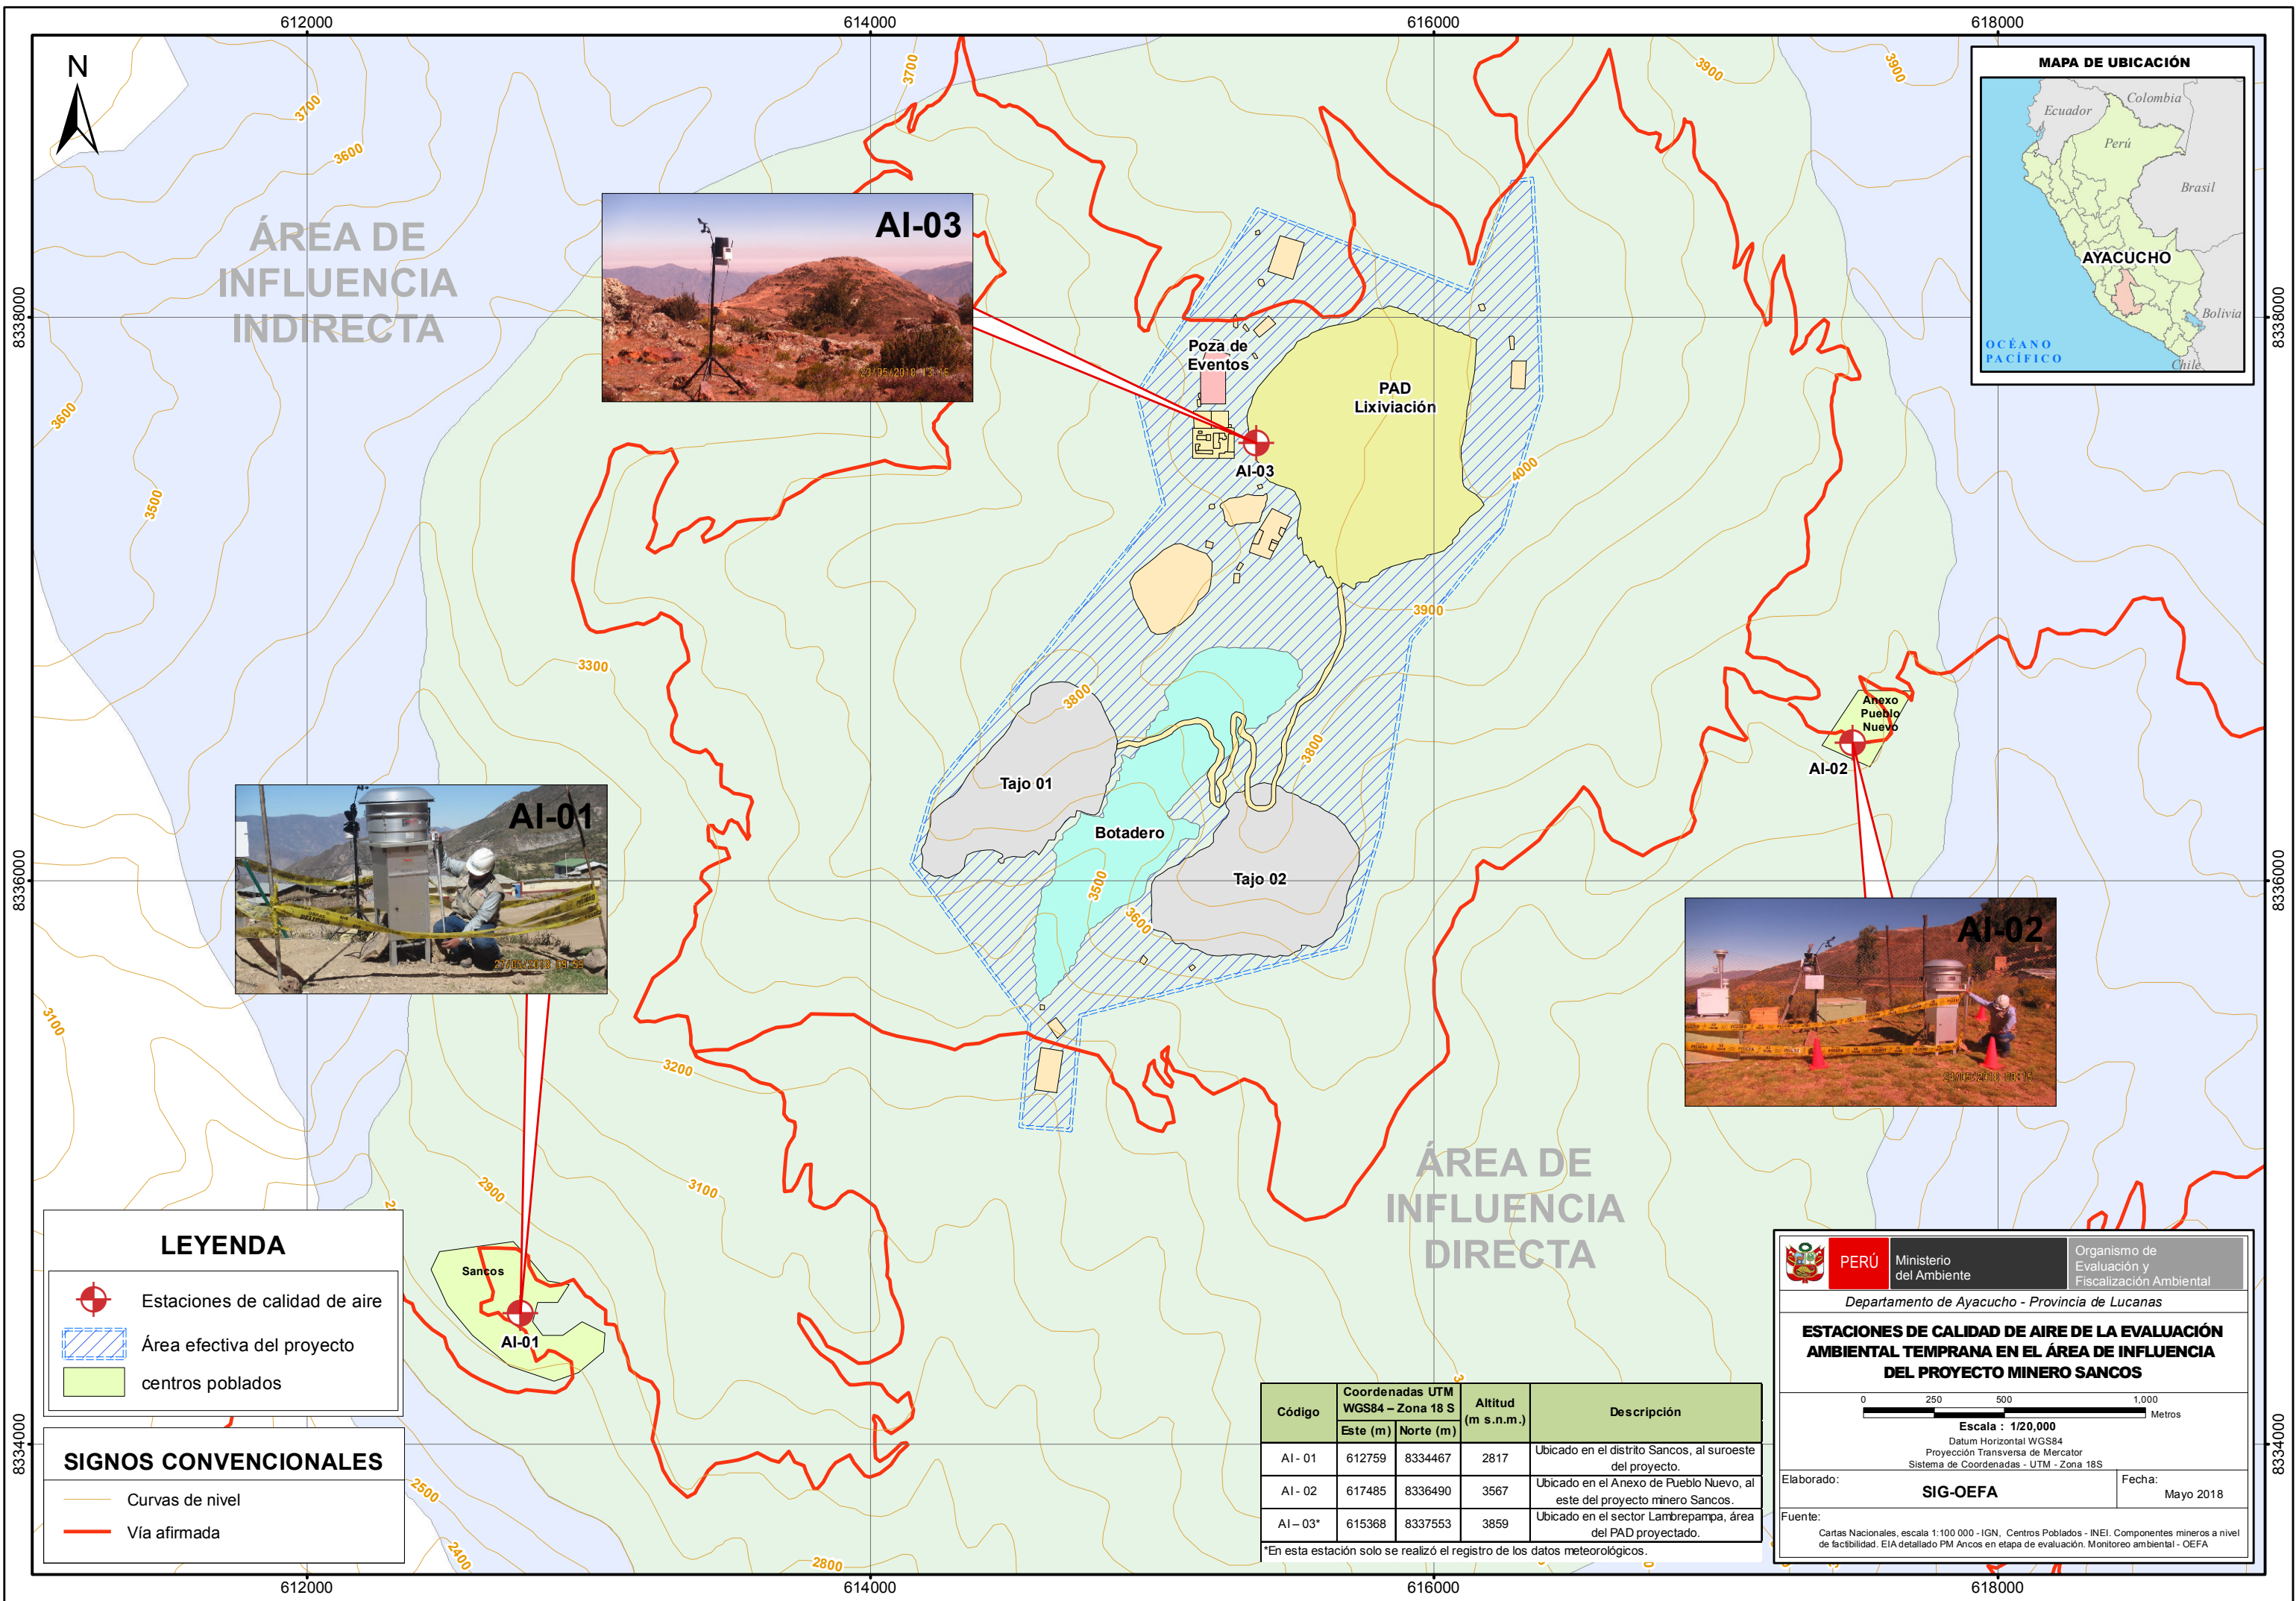 612000
614000
616000
618000
N
3700
3900
3900
3700
3600
3600
3500
ÁREA DE
INFLUENCIA
INDIRECTA
8338000
8338000
MAPA DE UBICACIÓN
Ecuador
Colombia
Perú
Brasil
AYACUCHO
Bolivia
OCÉANO
PACÍFICO
Chile
AI-03
Poza de
Eventos
PAD
Lixiviación
AI-03
4000
3900
3300
3800
3800
Anexo
Pueblo
Nuevo
AI-02
Tajo 01
Botadero
Tajo 02
3500
3600
8336000
8336000
AI-01
27/05/2018 09:55
AI-02
3100
3200
3100
2900
ÁREA DE
INFLUENCIA
DIRECTA
Sancos
AI-01
2500
2400
2800
8334000
8334000
LEYENDA
Estaciones de calidad de aire
Área efectiva del proyecto
centros poblados
SIGNOS CONVENCIONALES
Curvas de nivel
Vía afirmada
Código
Coordenadas UTM
WGS84 – Zona 18 S
Altitud
(m s.n.m.)
Descripción
Este (m) Norte (m)
AI - 01 612759 8334467 2817 Ubicado en el distrito Sancos, al suroeste
del proyecto.
AI - 02 617485 8336490 3567 Ubicado en el Anexo de Pueblo Nuevo, al
este del proyecto minero Sancos.
AI – 03* 615368 8337553 3859 Ubicado en el sector Lambrepampa, área
del PAD proyectado.
*En esta estación solo se realizó el registro de los datos meteorológicos.
PERÚ
Ministerio
del Ambiente
Organismo de
Evaluación y
Fiscalización Ambiental
Departamento de Ayacucho - Provincia de Lucanas
ESTACIONES DE CALIDAD DE AIRE DE LA EVALUACIÓN
AMBIENTAL TEMPRANA EN EL ÁREA DE INFLUENCIA
DEL PROYECTO MINERO SANCOS
0 250 500 1,000
Metros
Escala : 1/20,000
Datum Horizontal WGS84
Proyección Transversa de Mercator
Sistema de Coordenadas - UTM - Zona 18S
Elaborado:
SIG-OEFA
Fecha:
Mayo 2018
Fuente:
Cartas Nacionales, escala 1:100 000 - IGN, Centros Poblados - INEI. Componentes mineros a nivel
de factibilidad. EIA detallado PM Ancos en etapa de evaluación. Monitoreo ambiental - OEFA
612000
614000
616000
618000